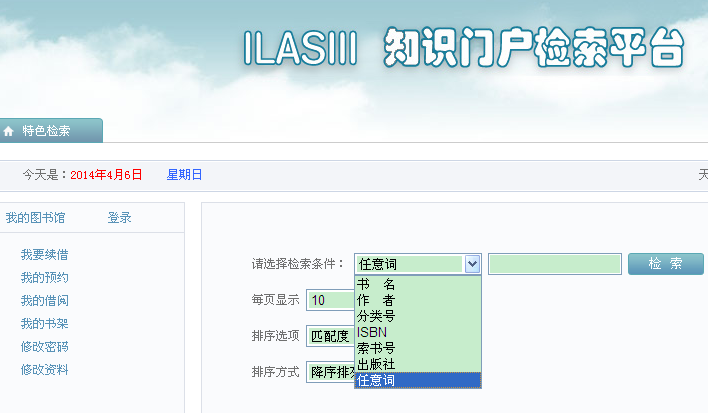 ILASIII 知识门户检索平台
特色检索
今天是：2014年4月6日 星期日 天
我的图书馆 登录
我要续借
我的预约
我的借阅
我的书架
修改密码
修改资料
请选择检索条件： 任意词 检 索
书 名
作 者
分类号
ISBN
索书号
出版社
任意词
每页显示 10
排序选项 匹配度
排序方式 降序排列